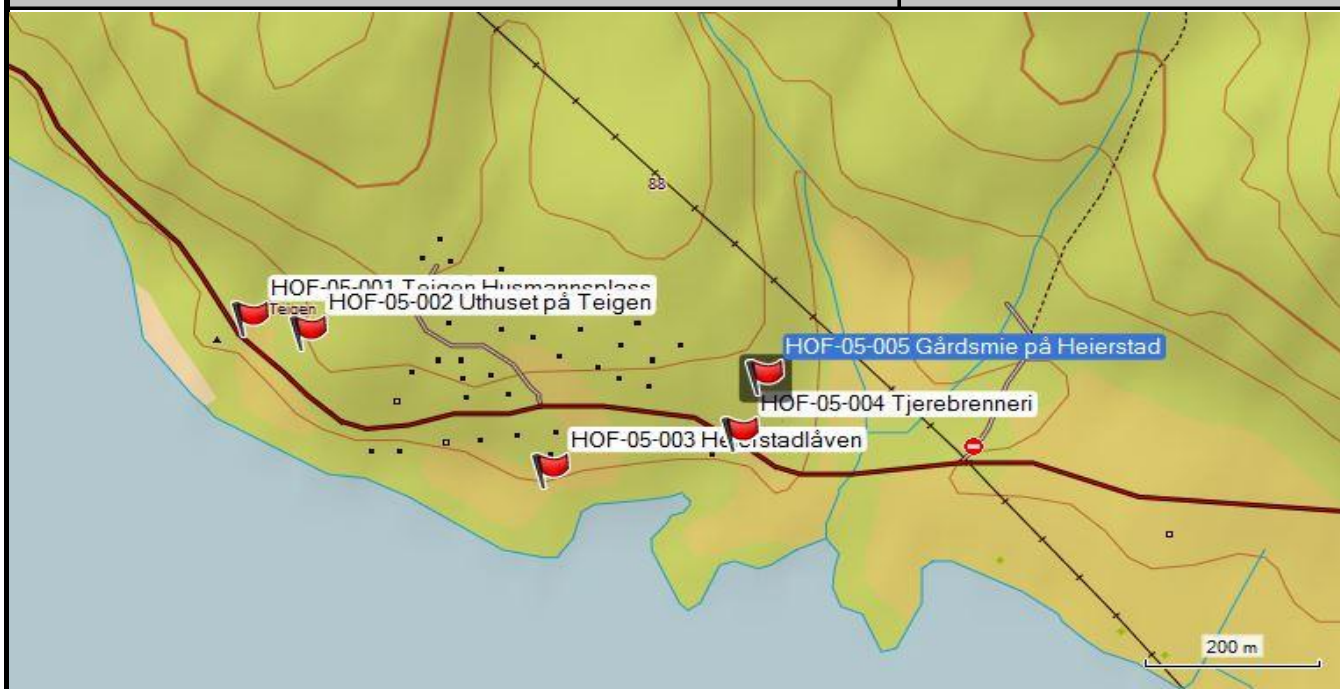 88
HOF-05-001 Teigen Husmannsplass
Teigen
HOF-05-002 Uthuset på Teigen
HOF-05-005 Gårdsmie på Heierstad
HOF-05-004 Tjerebrenneri
HOF-05-003 Heierstadlåven
200 m